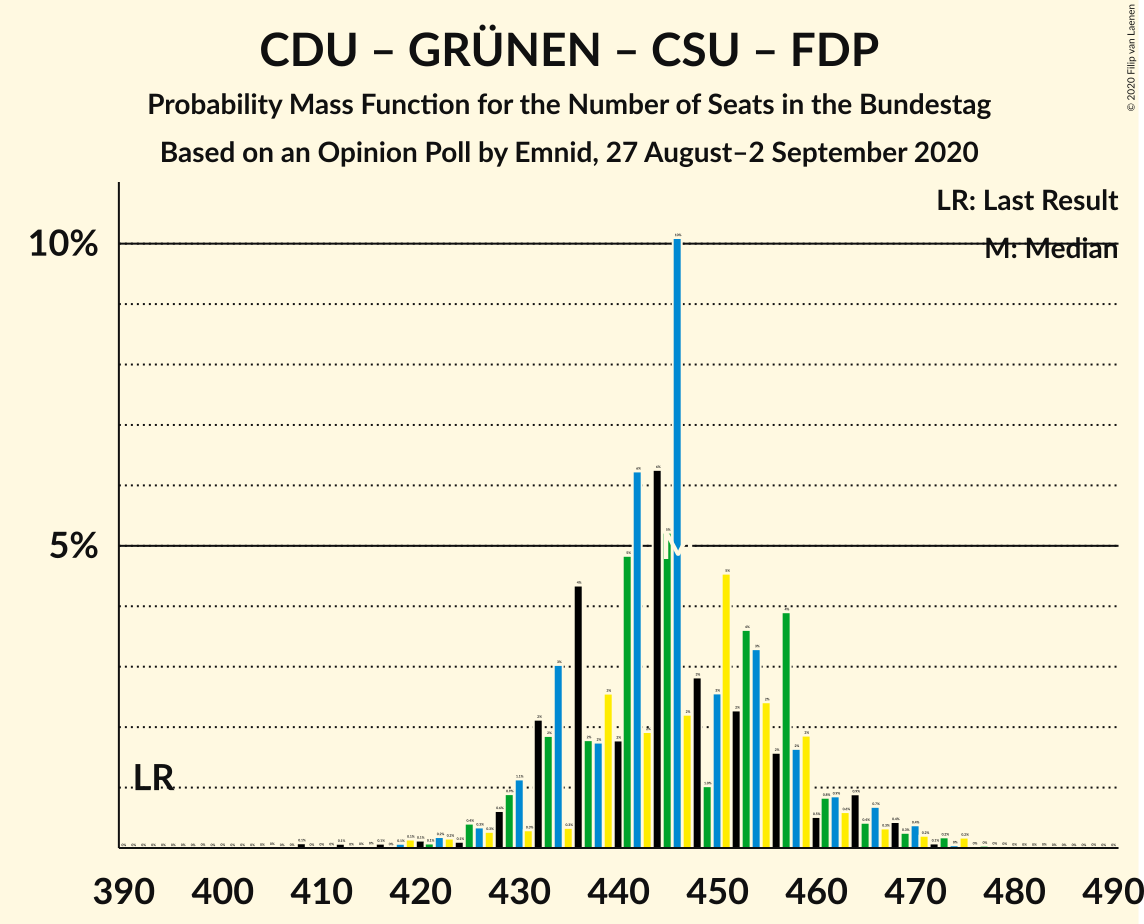 CDU – GRÜNEN – CSU – FDP
Probability Mass Function for the Number of Seats in the Bundestag
Based on an Opinion Poll by Emnid, 27 August–2 September 2020
© 2020 Filip van Laenen
LR: Last Result
M: Median
10%
5%
LR
M
390 400 410 420 430 440 450 460 470 480 490